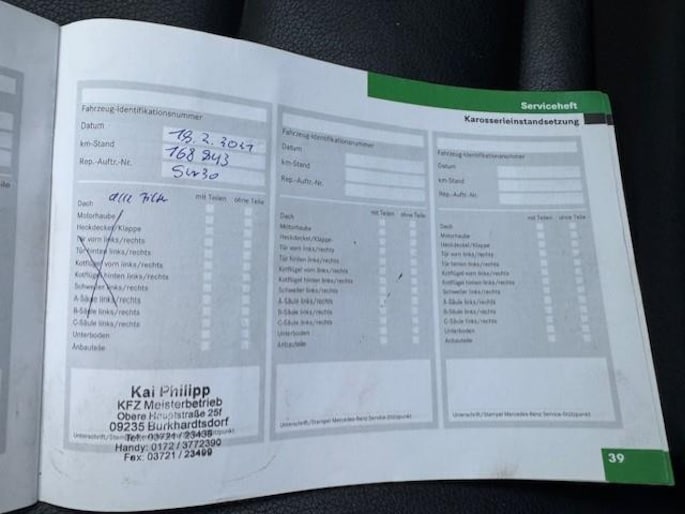 Serviceheft
Karosserieinstandsetzung
Fahrzeug-Identifikationsnummer
Datum 18.2.2021
km-Stand 168 843
Rep.-Auftr.-Nr. 5w30
alle Filter
mit Teilen ohne Teile
Dach
Motorhaube
Heckdeckel/Klappe
Tür vorn links/rechts
Tür hinten links/rechts
Kotflügel vorn links/rechts
Kotflügel hinten links/rechts
Schweller links/rechts
A-Säule links/rechts
B-Säule links/rechts
C-Säule links/rechts
Unterboden
Anbauteile
Kai Philipp
KFZ Meisterbetrieb
Obere Hauptstraße 25f
09235 Burkhardtsdorf
Tel.: 03721 / 23435
Handy: 0172 / 3772390
Fax: 03721 / 23499
Fahrzeug-Identifikationsnummer
Datum
km-Stand
Rep.-Auftr.-Nr.
mit Teilen ohne Teile
Dach
Motorhaube
Heckdeckel/Klappe
Tür vorn links/rechts
Tür hinten links/rechts
Kotflügel vorn links/rechts
Kotflügel hinten links/rechts
Schweller links/rechts
A-Säule links/rechts
B-Säule links/rechts
C-Säule links/rechts
Unterboden
Anbauteile
Unterschrift/Stempel Mercedes-Benz Service-Stützpunkt
Fahrzeug-Identifikationsnummer
Datum
km-Stand
Rep.-Auftr.-Nr.
mit Teilen ohne Teile
Dach
Motorhaube
Heckdeckel/Klappe
Tür vorn links/rechts
Tür hinten links/rechts
Kotflügel vorn links/rechts
Kotflügel hinten links/rechts
Schweller links/rechts
A-Säule links/rechts
B-Säule links/rechts
C-Säule links/rechts
Unterboden
Anbauteile
Unterschrift/Stempel Mercedes-Benz Service-Stützpunkt
39